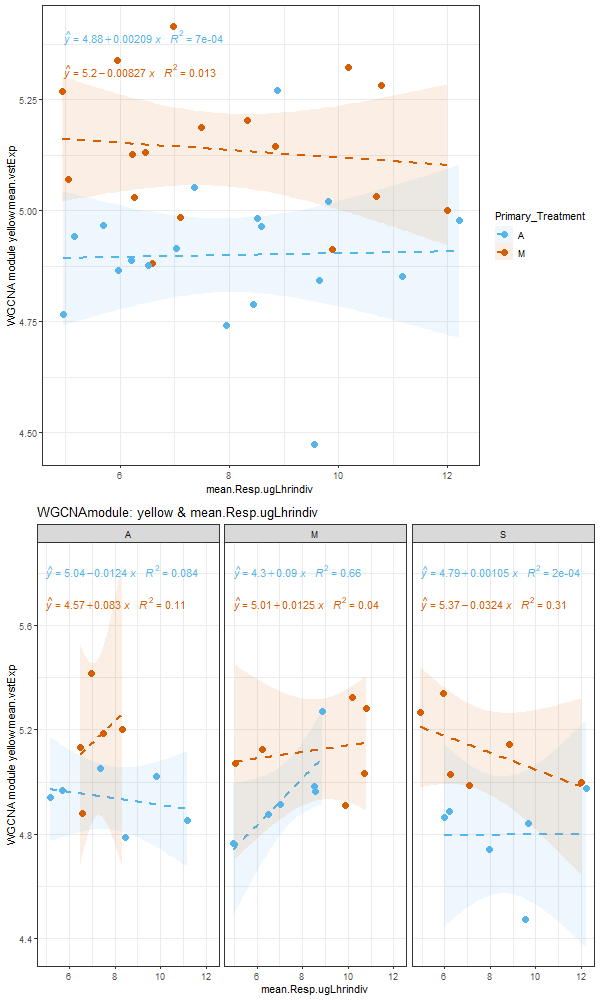 ŷ = 4.88+0.00209 x   R² = 7e-04
ŷ = 5.2−0.00827 x   R² = 0.013
5.25
5.00
4.75
4.50
WGCNA module yellowmean.vstExp
6 8 10 12
mean.Resp.ugLhrindiv
Primary_Treatment
A
M
WGCNAmodule: yellow & mean.Resp.ugLhrindiv
A M S
ŷ = 5.04−0.0124 x   R² = 0.084
ŷ = 4.57+0.083 x   R² = 0.11
ŷ = 4.3+0.09 x   R² = 0.66
ŷ = 5.01+0.0125 x   R² = 0.04
ŷ = 4.79+0.00105 x   R² = 2e-04
ŷ = 5.37−0.0324 x   R² = 0.31
5.6
5.2
4.8
4.4
WGCNA module yellowmean.vstExp
6 8 10 12 6 8 10 12 6 8 10 12
mean.Resp.ugLhrindiv